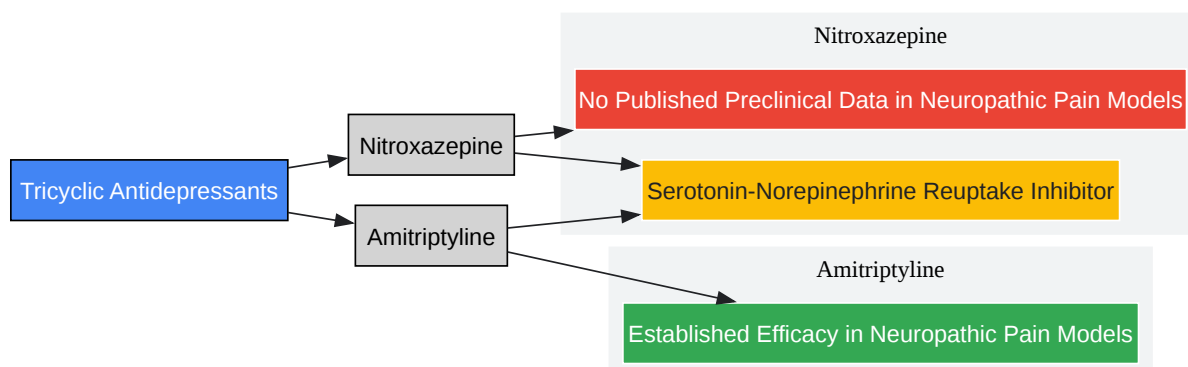 Nitroxazepine
No Published Preclinical Data in Neuropathic Pain Models
Nitroxazepine
Tricyclic Antidepressants
Serotonin-Norepinephrine Reuptake Inhibitor
Amitriptyline
Amitriptyline
Established Efficacy in Neuropathic Pain Models